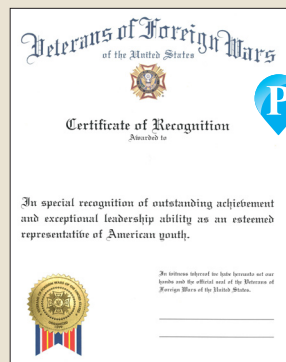 Veterans of Foreign Wars
of the United States
Certificate of Recognition
Awarded to
P
In special recognition of outstanding achievement
and exceptional leadership ability as an esteemed
representative of American youth.
In witness whereof we have hereunto set our
hands and the official seal of the Veterans of
Foreign Wars of the United States.